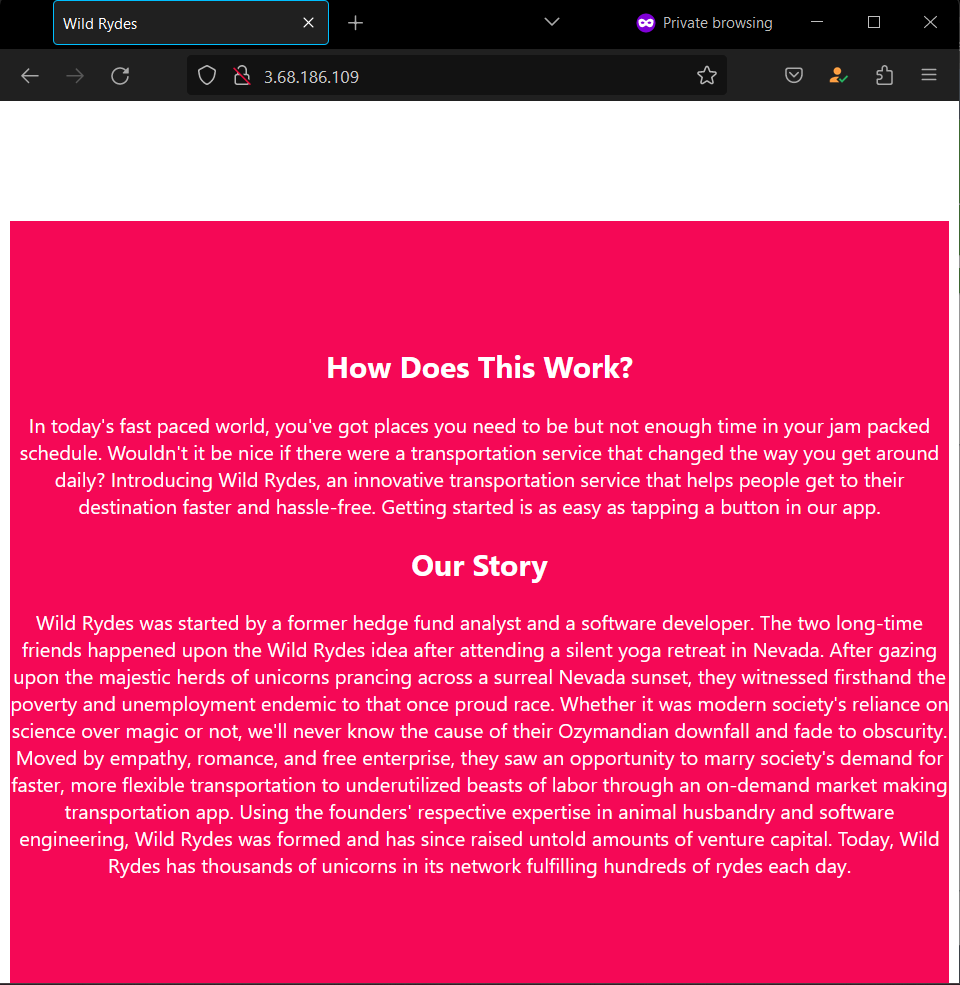 Wild Rydes
Private browsing
3.68.186.109
How Does This Work?
In today's fast paced world, you've got places you need to be but not enough time in your jam packed
schedule. Wouldn't it be nice if there were a transportation service that changed the way you get around
daily? Introducing Wild Rydes, an innovative transportation service that helps people get to their
destination faster and hassle-free. Getting started is as easy as tapping a button in our app.
Our Story
Wild Rydes was started by a former hedge fund analyst and a software developer. The two long-time
friends happened upon the Wild Rydes idea after attending a silent yoga retreat in Nevada. After gazing
upon the majestic herds of unicorns prancing across a surreal Nevada sunset, they witnessed firsthand the
poverty and unemployment endemic to that once proud race. Whether it was modern society's reliance on
science over magic or not, we'll never know the cause of their Ozymandian downfall and fade to obscurity.
Moved by empathy, romance, and free enterprise, they saw an opportunity to marry society's demand for
faster, more flexible transportation to underutilized beasts of labor through an on-demand market making
transportation app. Using the founders' respective expertise in animal husbandry and software
engineering, Wild Rydes was formed and has since raised untold amounts of venture capital. Today, Wild
Rydes has thousands of unicorns in its network fulfilling hundreds of rydes each day.